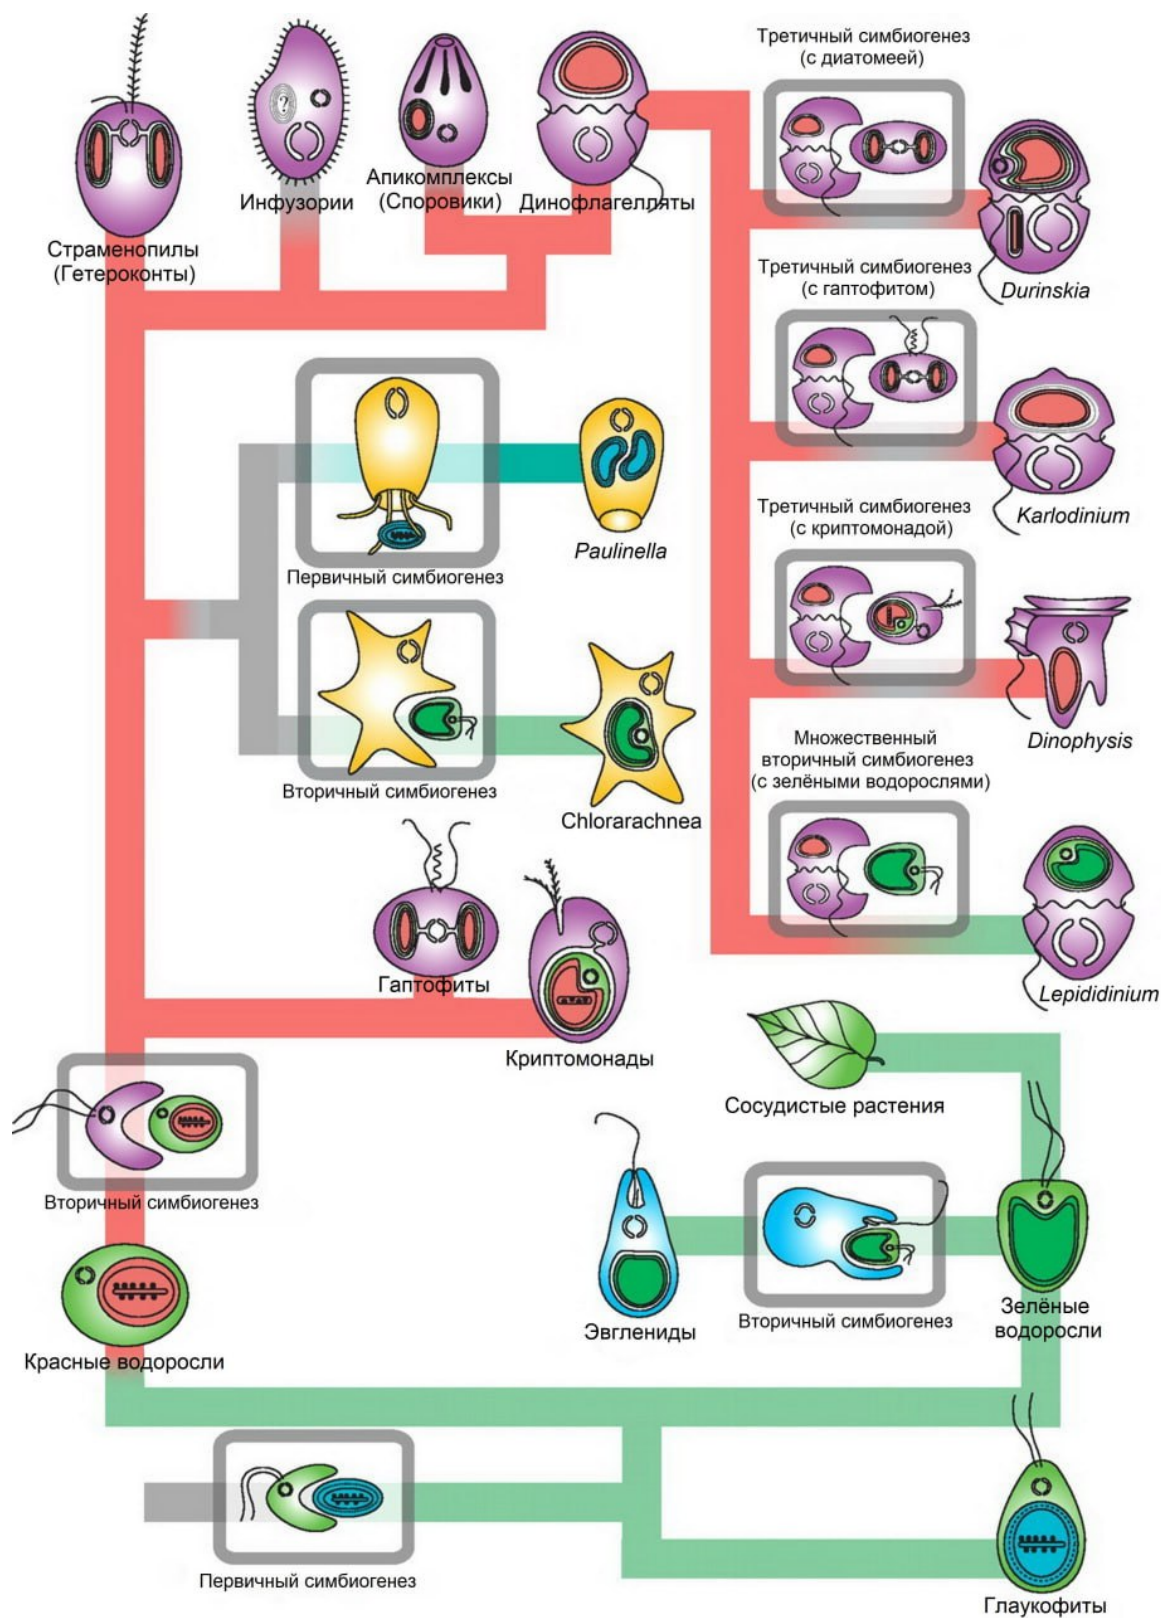 Третичный симбиогенез
(с диатомеей)
Инфузории
Апикомплексы
(Споровики)
Динофлагелляты
Страменопилы
(Гетероконты)
?
Durinskia
Третичный симбиогенез
(с гаптофитом)
Karlodinium
Paulinella
Первичный симбиогенез
Третичный симбиогенез
(с криптомонадой)
Dinophysis
Вторичный симбиогенез
Chlorarachnea
Множественный
вторичный симбиогенез
(с зелёными водорослями)
Lepididinium
Гаптофиты
Криптомонады
Сосудистые растения
Вторичный симбиогенез
Красные водоросли
Эвглениды
Вторичный симбиогенез
Зелёные
водоросли
Первичный симбиогенез
Глаукофиты